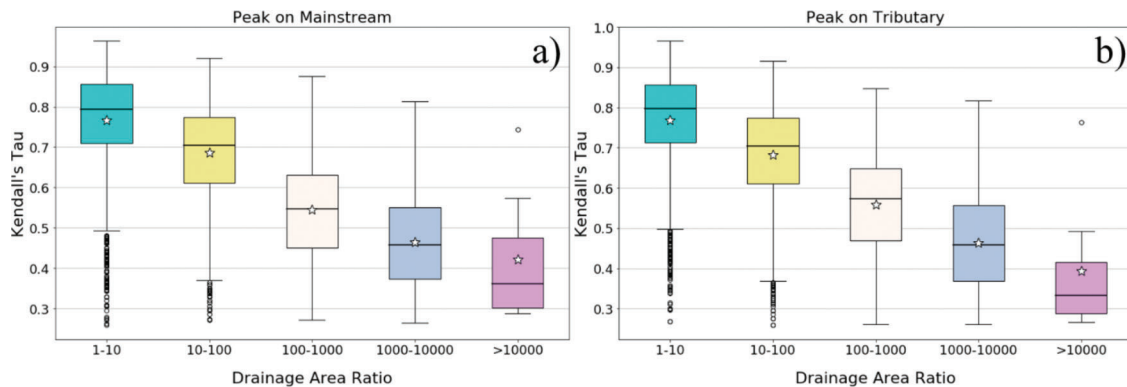 Peak on Mainstream
a)
Kendall's Tau
0.9
0.8
0.7
0.6
0.5
0.4
0.3
1-10 10-100 100-1000 1000-10000 >10000
Drainage Area Ratio
Peak on Tributary
b)
Kendall's Tau
1.0
0.9
0.8
0.7
0.6
0.5
0.4
0.3
1-10 10-100 100-1000 1000-10000 >10000
Drainage Area Ratio